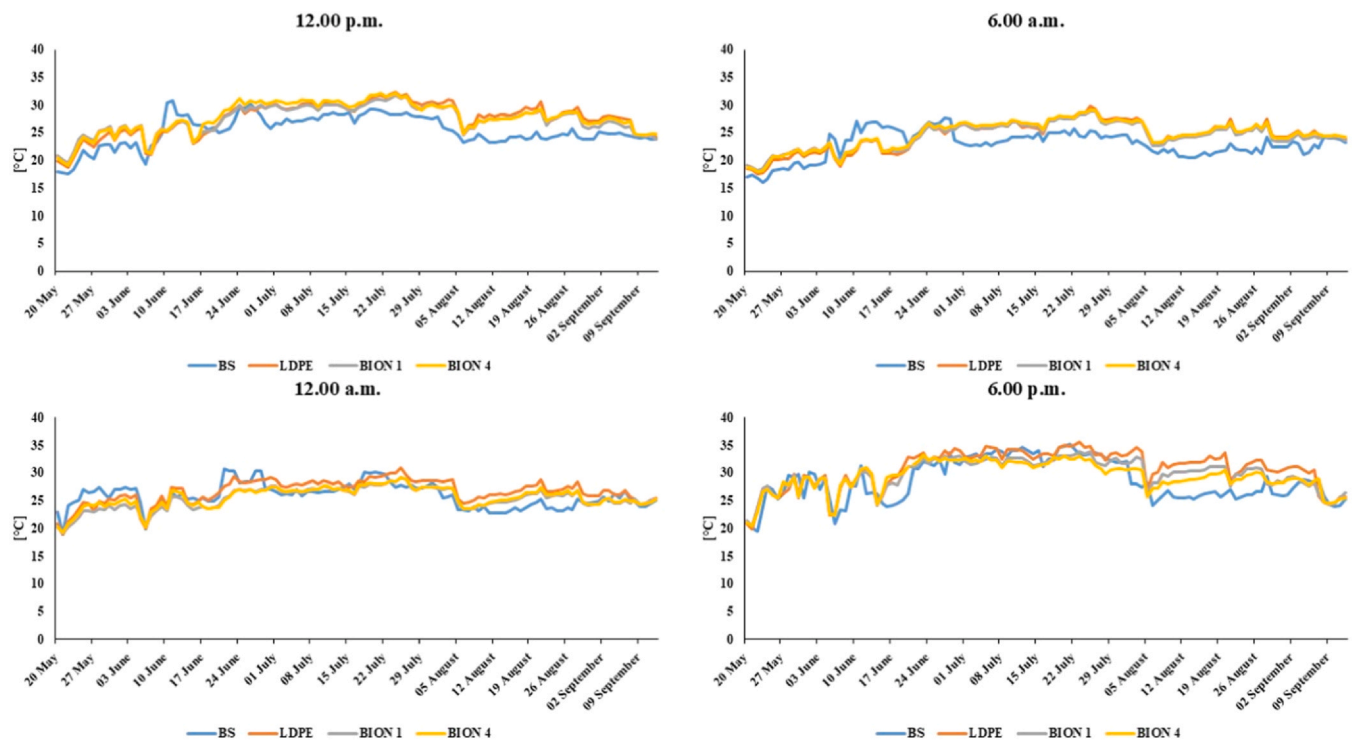 12.00 p.m.
[°C]
40
35
30
25
20
15
10
5
0
20 May
27 May
03 June
10 June
17 June
24 June
01 July
08 July
15 July
22 July
29 July
05 August
12 August
19 August
26 August
02 September
09 September
BS LDPE BION 1 BION 4
6.00 a.m.
[°C]
40
35
30
25
20
15
10
5
0
20 May
27 May
03 June
10 June
17 June
24 June
01 July
08 July
15 July
22 July
29 July
05 August
12 August
19 August
26 August
02 September
09 September
BS LDPE BION 1 BION 4
12.00 a.m.
[°C]
40
35
30
25
20
15
10
5
0
20 May
27 May
03 June
10 June
17 June
24 June
01 July
08 July
15 July
22 July
29 July
05 August
12 August
19 August
26 August
02 September
09 September
BS LDPE BION 1 BION 4
6.00 p.m.
[°C]
40
35
30
25
20
15
10
5
0
20 May
27 May
03 June
10 June
17 June
24 June
01 July
08 July
15 July
22 July
29 July
05 August
12 August
19 August
26 August
02 September
09 September
BS LDPE BION 1 BION 4